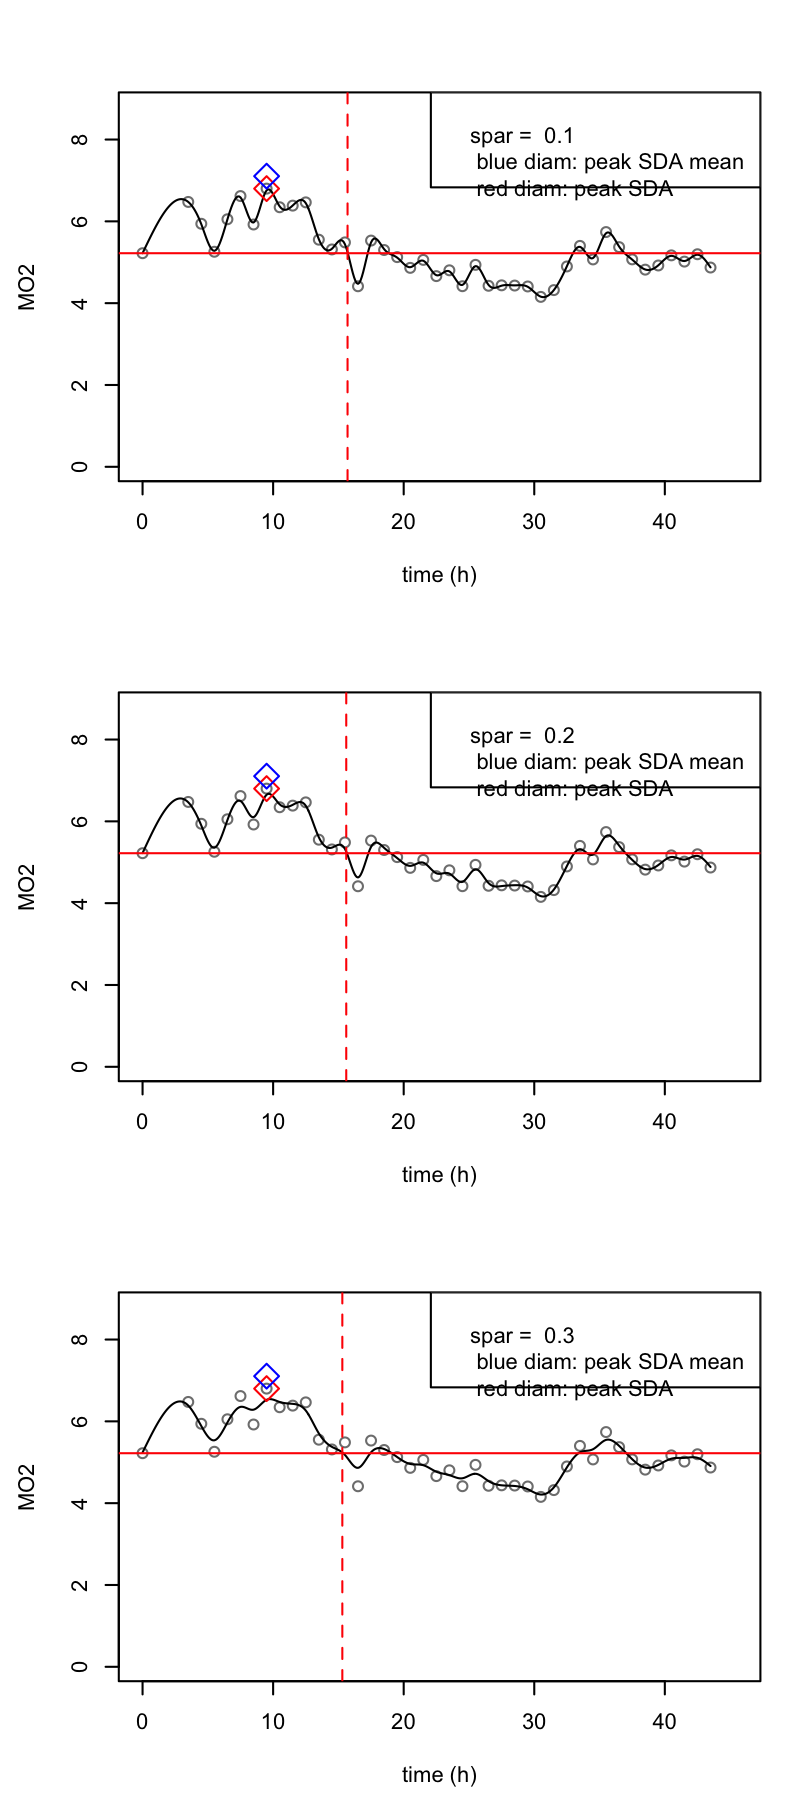 spar =  0.1
blue diam: peak SDA mean
red diam: peak SDA
8
6
4
2
0
MO2
0 10 20 30 40
time (h)
spar =  0.2
blue diam: peak SDA mean
red diam: peak SDA
8
6
4
2
0
MO2
0 10 20 30 40
time (h)
spar =  0.3
blue diam: peak SDA mean
red diam: peak SDA
8
6
4
2
0
MO2
0 10 20 30 40
time (h)